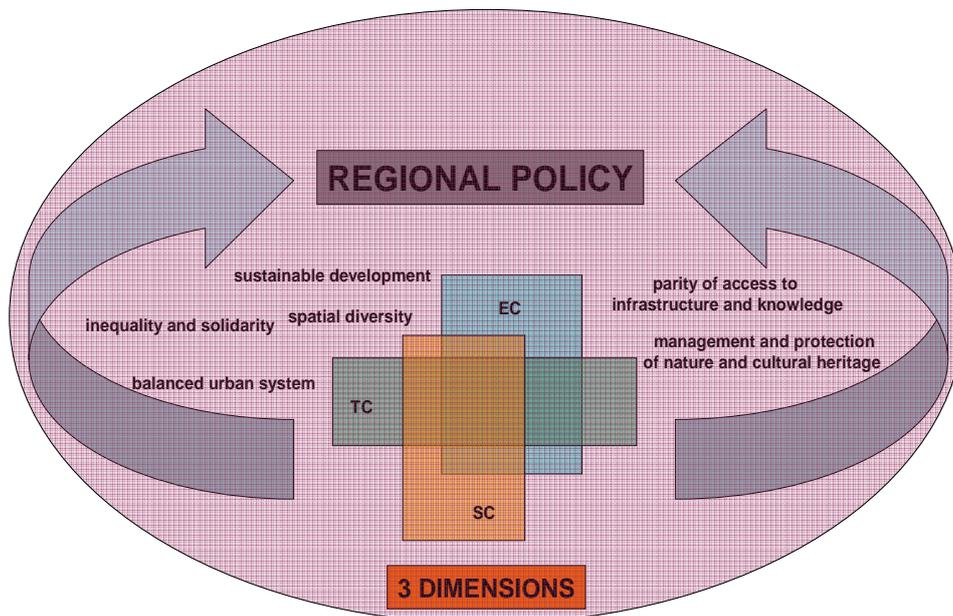 REGIONAL POLICY
sustainable development
EC
parity of access to
infrastructure and knowledge
spatial diversity
inequality and solidarity
management and protection
of nature and cultural heritage
balanced urban system
TC
SC
3 DIMENSIONS